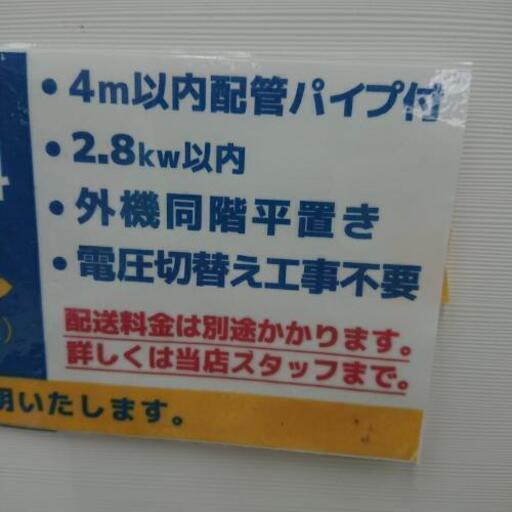 ・4m以内配管パイプ付
・2.8kw以内
・外機同階平置き
・電圧切替え工事不要
配送料金は別途かかります。
詳しくは当店スタッフまで。
明いたします。